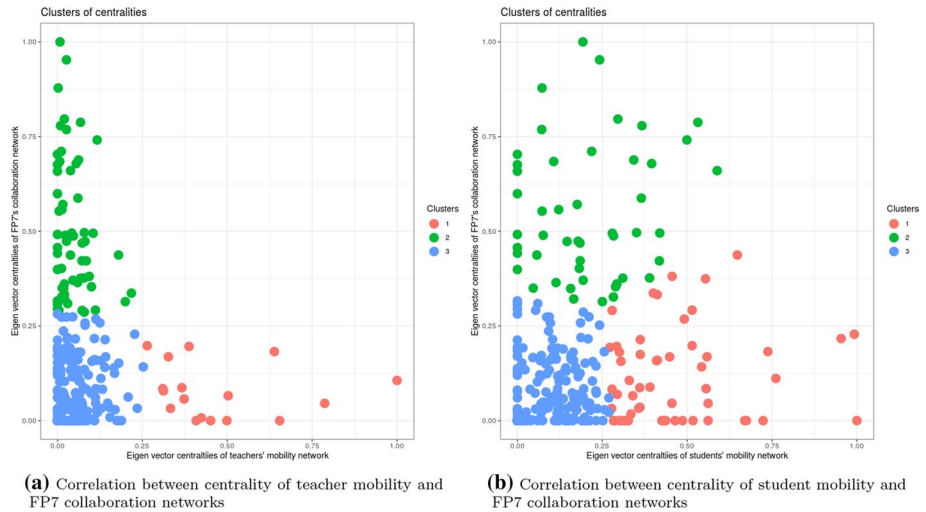 Clusters of centralities
1.00
0.75
0.50
0.25
0.00
Eigen vector centralities of FP7's collaboration network
0.00 0.25 0.50 0.75 1.00
Eigen vector centraltiies of teachers' mobility network
Clusters
1
2
3
(a) Correlation between centrality of teacher mobility and
FP7 collaboration networks
Clusters of centralities
1.00
0.75
0.50
0.25
0.00
Eigen vector centralities of FP7's collaboration network
0.00 0.25 0.50 0.75 1.00
Eigen vector centraltiies of students' mobility network
Clusters
1
2
3
(b) Correlation between centrality of student mobility and
FP7 collaboration networks